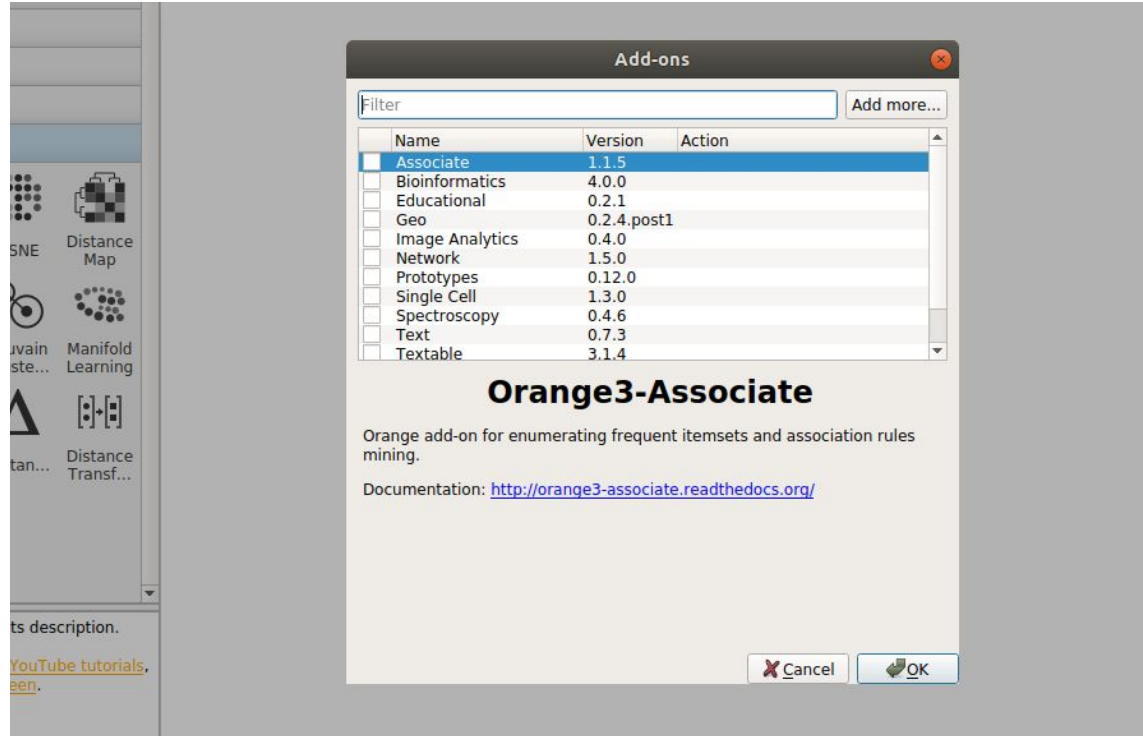 Add-ons
Filter
Add more...
Name Version Action
Associate 1.1.5
Bioinformatics 4.0.0
Educational 0.2.1
Geo 0.2.4.post1
Image Analytics 0.4.0
Network 1.5.0
Prototypes 0.12.0
Single Cell 1.3.0
Spectroscopy 0.4.6
Text 0.7.3
Textable 3.1.4
Orange3-Associate
Orange add-on for enumerating frequent itemsets and association rules
mining.
Documentation: http://orange3-associate.readthedocs.org/
Cancel
OK
SNE
Distance
Map
uvain
ste...
Manifold
Learning
tan...
Distance
Transf...
ts description.
YouTube tutorials,
een.